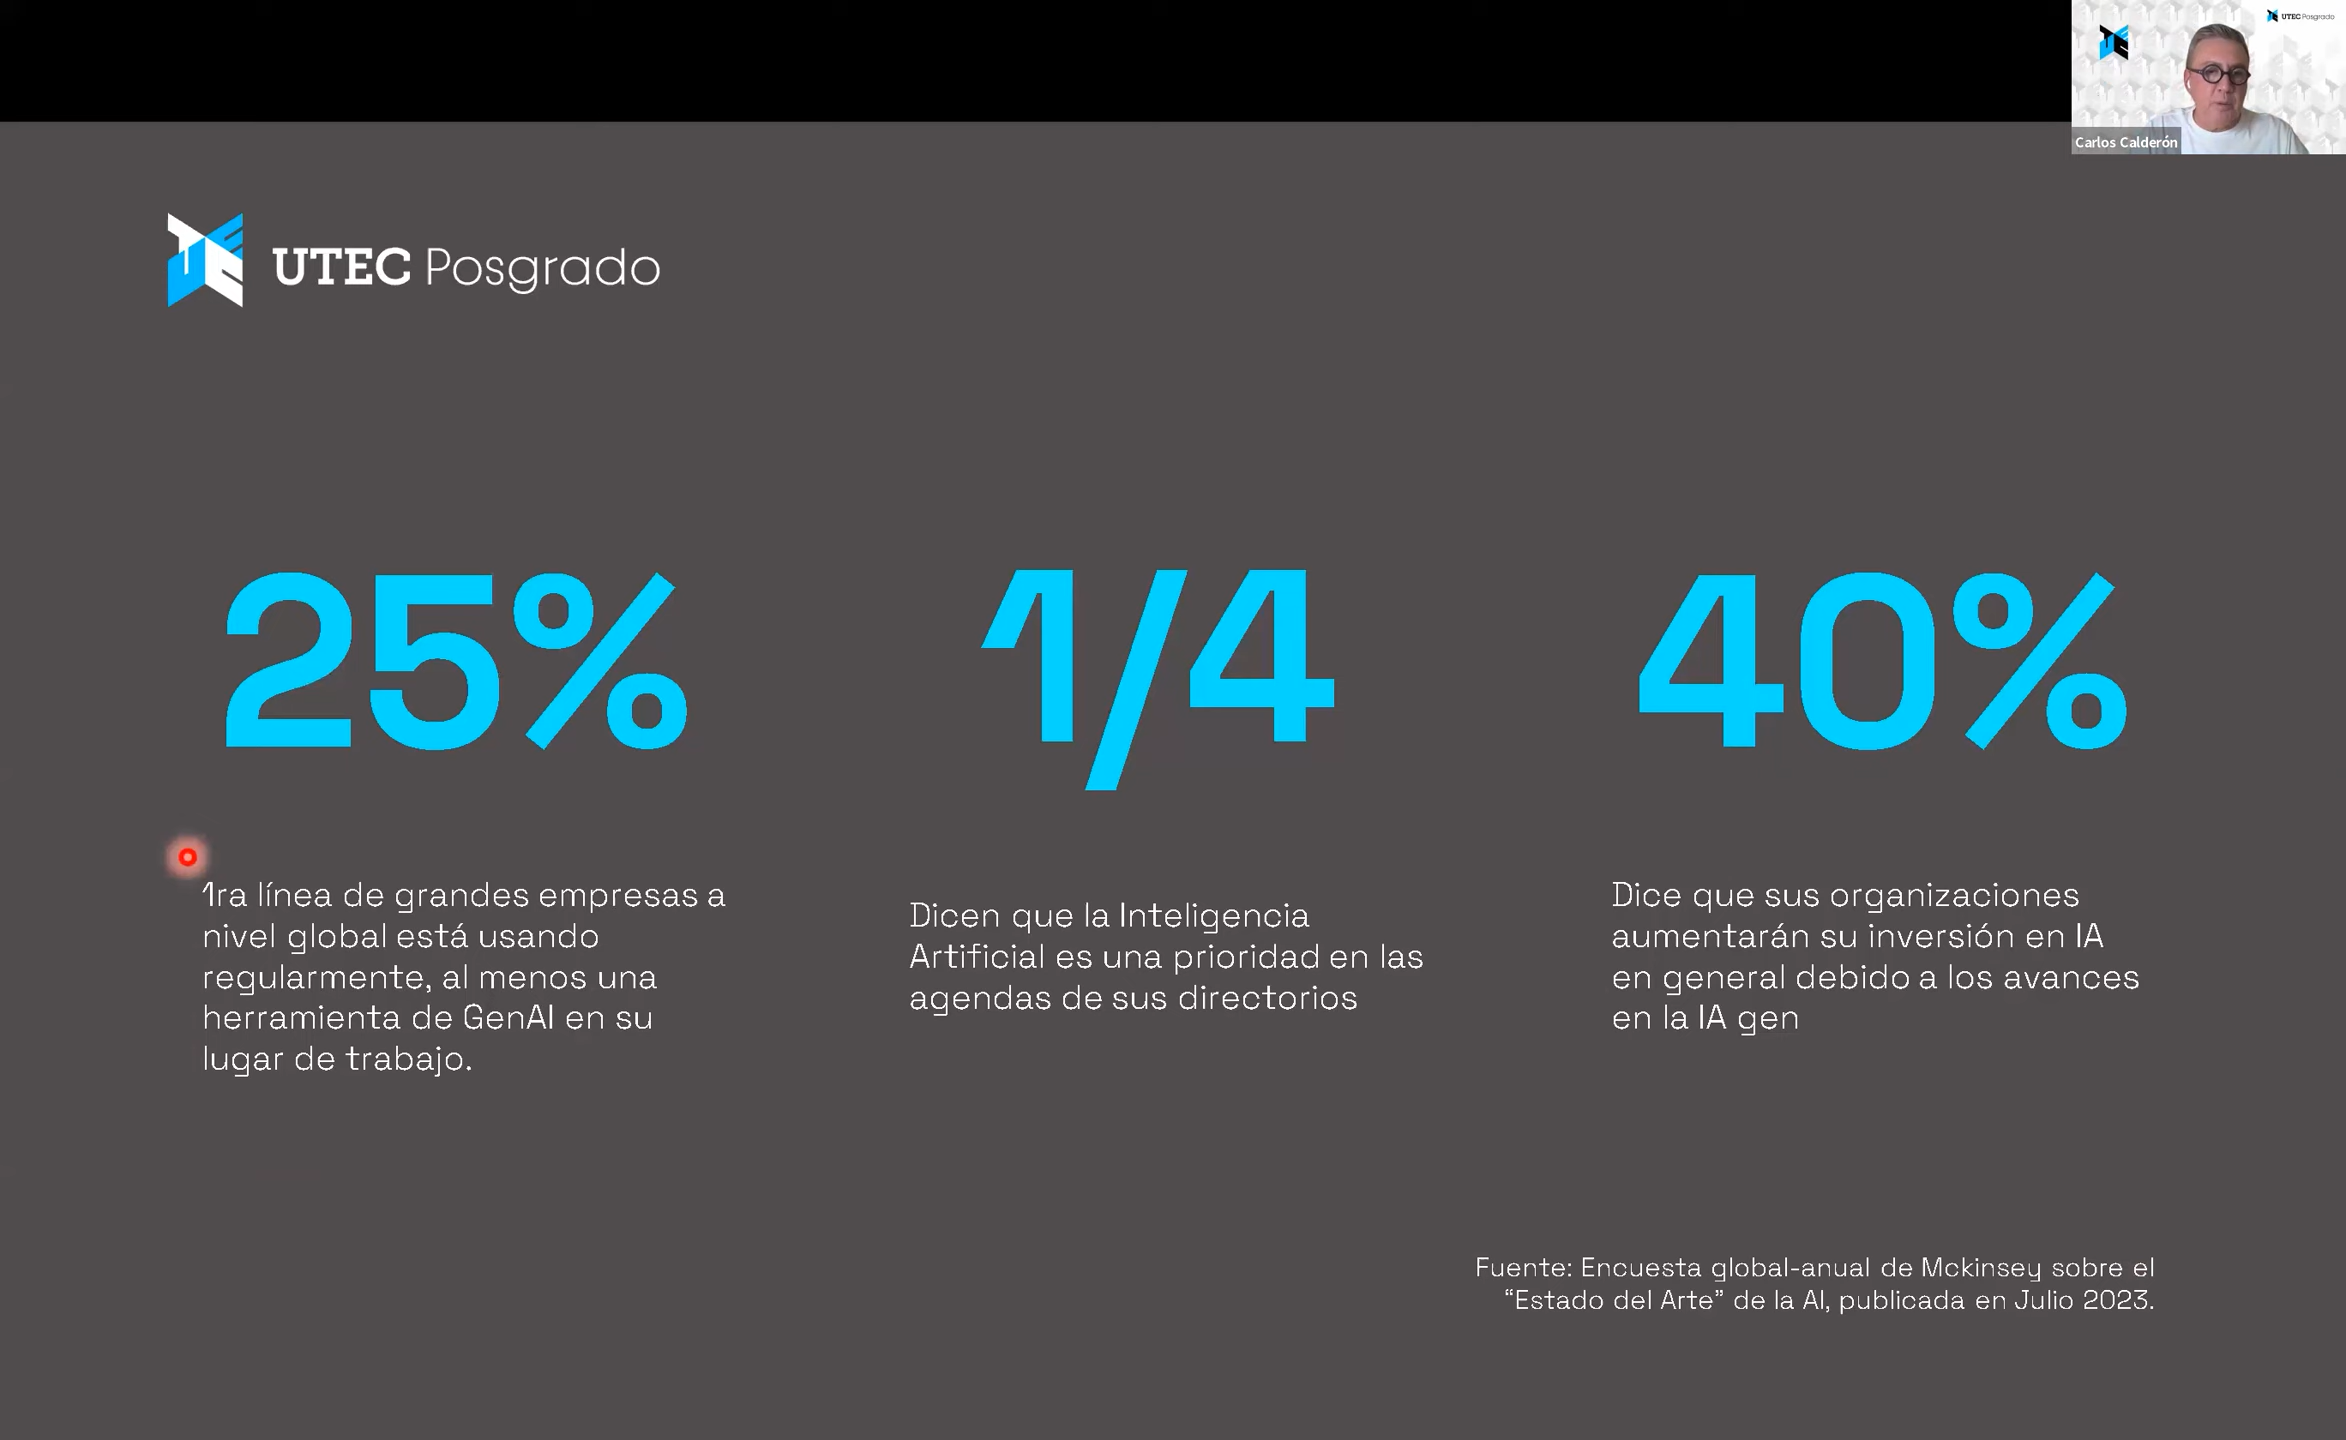 UTEC Posgrado
Carlos Calderón
UTEC Posgrado
25%
1ra línea de grandes empresas a
nivel global está usando
regularmente, al menos una
herramienta de GenAI en su
lugar de trabajo.
1/4
Dicen que la Inteligencia
Artificial es una prioridad en las
agendas de sus directorios
40%
Dice que sus organizaciones
aumentarán su inversión en IA
en general debido a los avances
en la IA gen
Fuente: Encuesta global-anual de Mckinsey sobre el
“Estado del Arte” de la AI, publicada en Julio 2023.